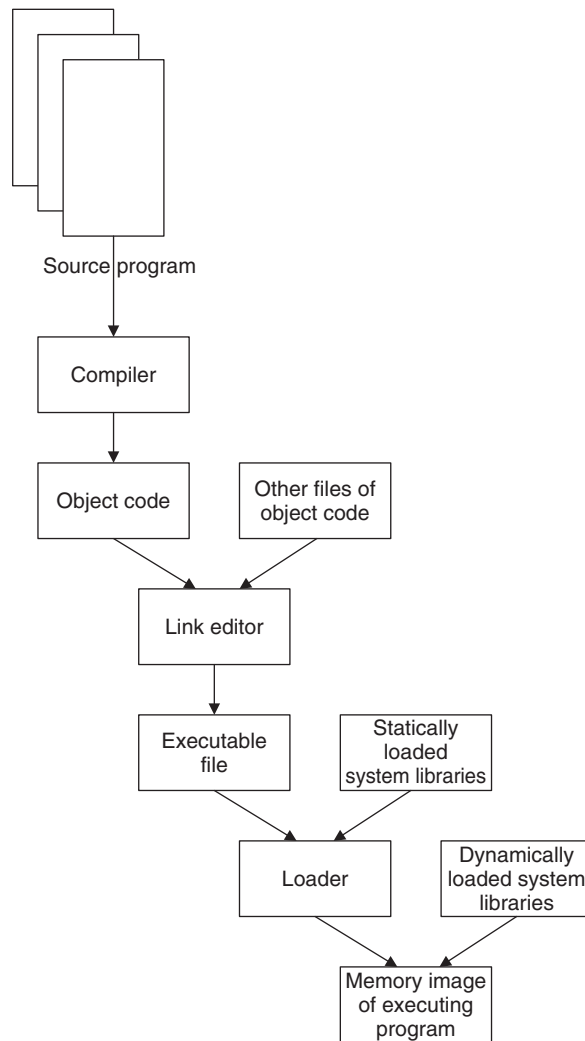 Source program
Compiler
Object code
Other files of
object code
Link editor
Executable
file
Statically
loaded
system libraries
Loader
Dynamically
loaded system
libraries
Memory image
of executing
program